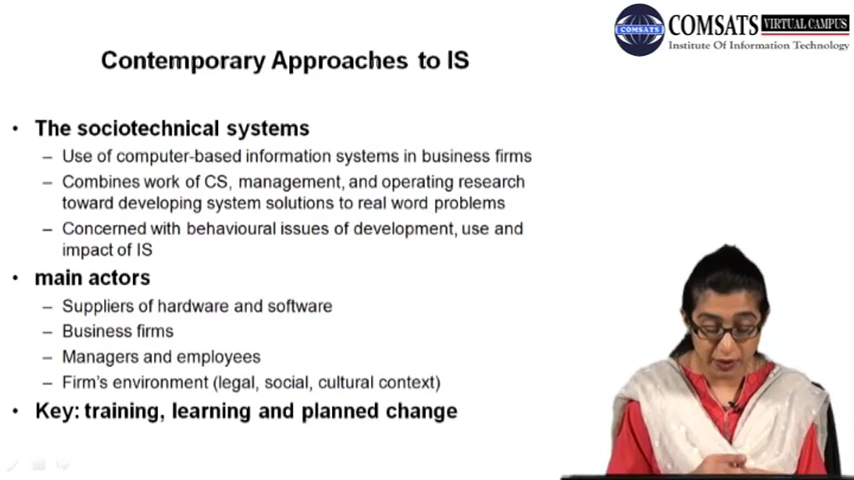 COMSATS VIRTUAL CAMPUS
Institute Of Information Technology
COMSATS
Contemporary Approaches to IS
• The sociotechnical systems
– Use of computer-based information systems in business firms
– Combines work of CS, management, and operating research
toward developing system solutions to real word problems
– Concerned with behavioural issues of development, use and
impact of IS
• main actors
– Suppliers of hardware and software
– Business firms
– Managers and employees
– Firm's environment (legal, social, cultural context)
• Key: training, learning and planned change